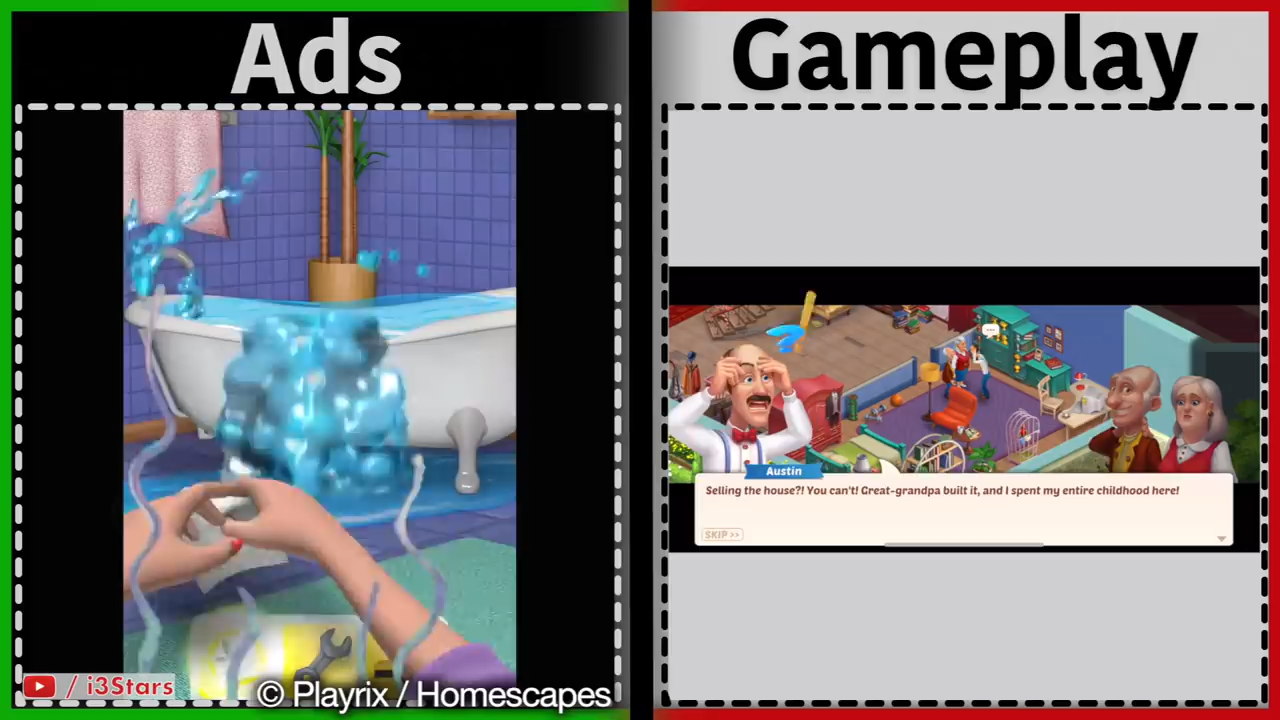 Ads
Gameplay
Austin
Selling the house?! You can't! Great-grandpa built it, and I spent my entire childhood here!
SKIP >>
/ i3Stars
© Playrix / Homescapes